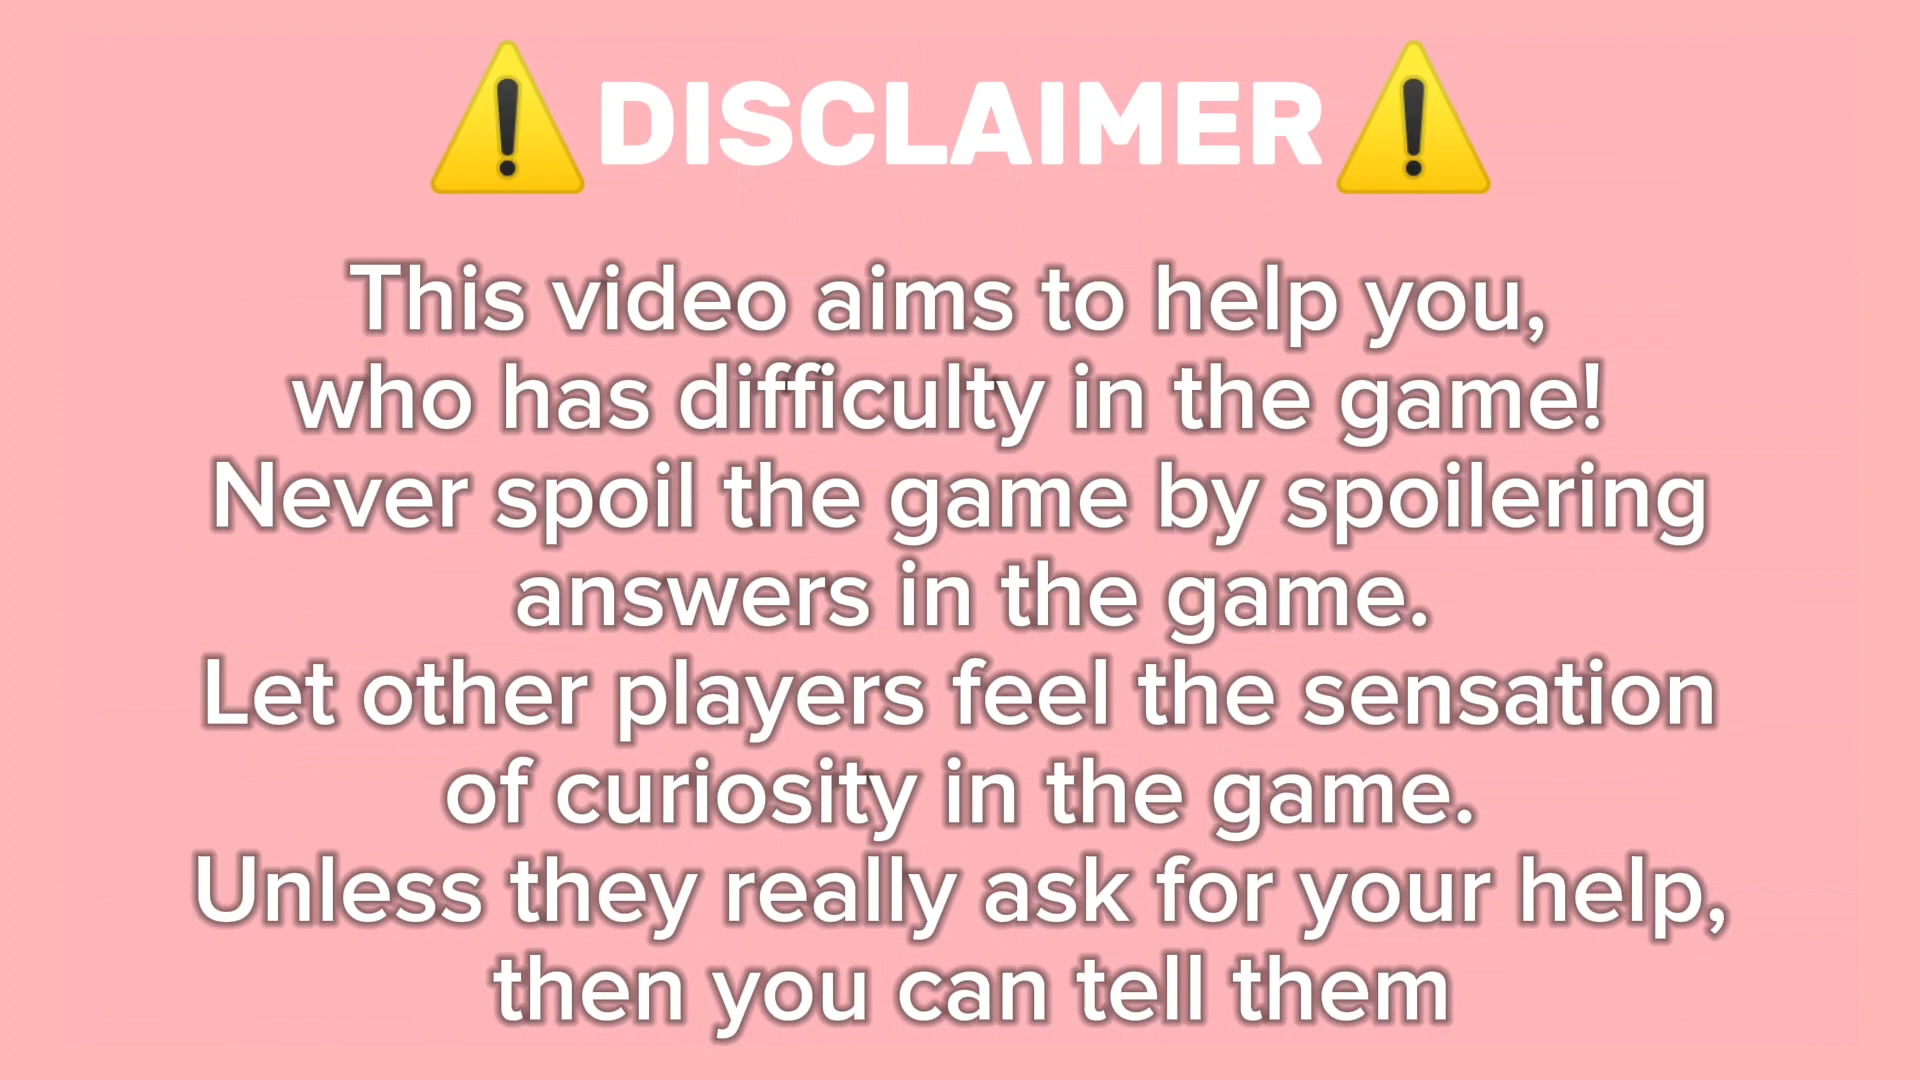 ⚠️DISCLAIMER⚠️
This video aims to help you,
who has difficulty in the game!
Never spoil the game by spoilering
answers in the game.
Let other players feel the sensation
of curiosity in the game.
Unless they really ask for your help,
then you can tell them